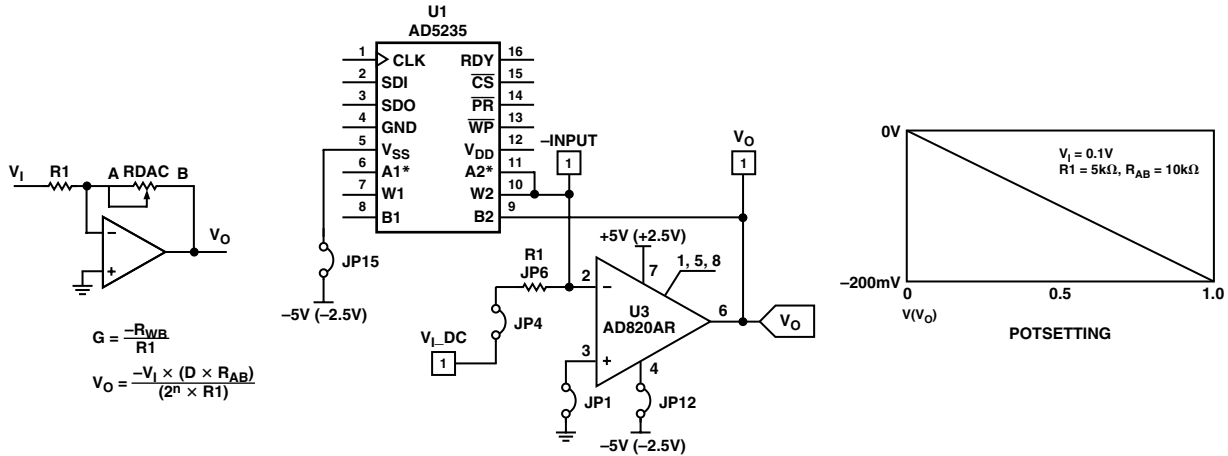 U1
AD5235
1 CLK RDY 16
2 SDI CS 15
3 SDO PR 14
4 GND WP 13
5 VSS VDD 12
6 A1* A2* 11
7 W1 W2 10
8 B1 B2 9
–INPUT
1
VO
1
JP15
–5V (–2.5V)
VI R1 A RDAC B
–
+
VO
G = –RWB
R1
VO = –VI × (D × RAB)
(2ⁿ × R1)
R1
JP6
JP4
VI_DC
1
+5V (+2.5V)
7
1, 5, 8
2 –
U3
AD820AR
6
VO
3 +
4
JP1
JP12
–5V (–2.5V)
0V
VI = 0.1V
R1 = 5kΩ, RAB = 10kΩ
–200mV
0 0.5 1.0
V(VO)
POTSETTING